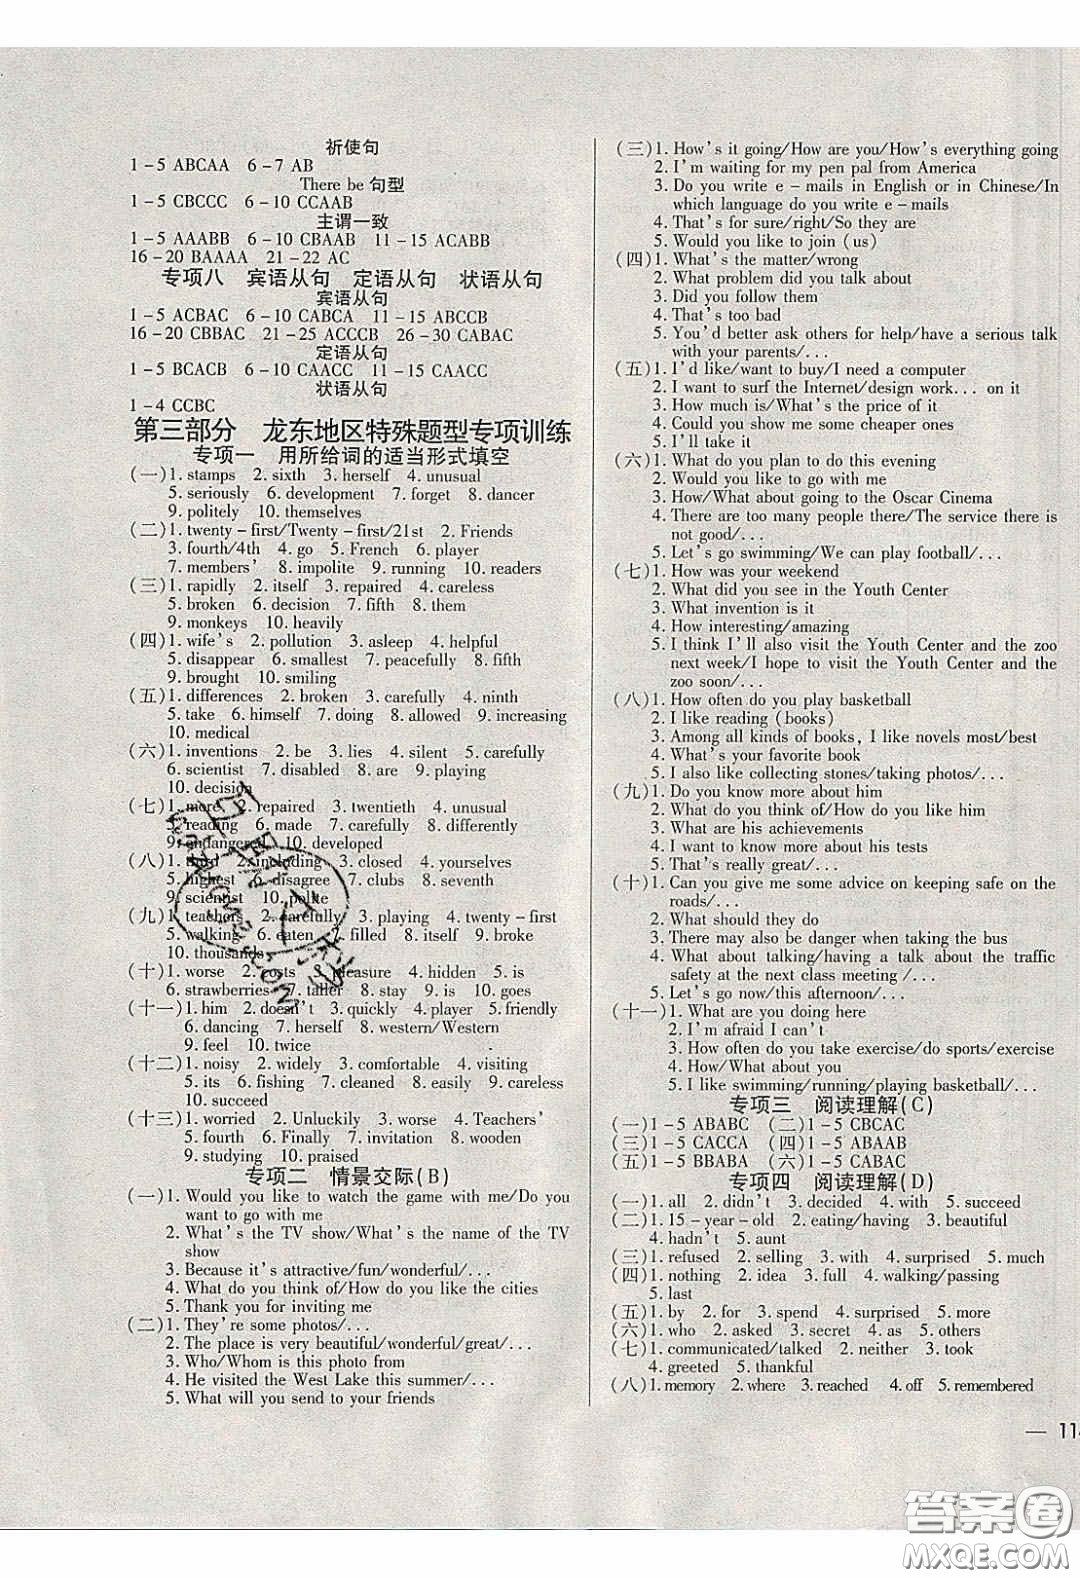 祈使句
1-5 ABCAA 6-7 AB
There be 句型
1-5 CBCCC 6-10 CCAAB
主谓一致
1-5 AAABB 6-10 CBAAB 11-15 ACABB
16-20 BAAAA 21-22 AC
专项八 宾语从句 定语从句 状语从句
宾语从句
1-5 ACBAC 6-10 CABCA 11-15 ABCCB
16-20 CBBAC 21-25 ACCCB 26-30 CABAC
定语从句
1-5 BCACB 6-10 CAACC 11-15 CAACC
状语从句
1-4 CCBC
第三部分 龙东地区特殊题型专项训练
专项一 用所给词的适当形式填空
(一)1. stamps 2. sixth 3. herself 4. unusual
5. seriously 6. development 7. forget 8. dancer
9. politely 10. themselves
(二)1. twenty-first/Twenty-first/21st 2. Friends
3. fourth/4th 4. go 5. French 6. player
7. members' 8. impolite 9. running 10. readers
(三)1. rapidly 2. itself 3. repaired 4. careless
5. broken 6. decision 7. fifth 8. them
9. monkeys 10. heavily
(四)1. wife's 2. pollution 3. asleep 4. helpful
5. disappear 6. smallest 7. peacefully 8. fifth
9. brought 10. smiling
(五)1. differences 2. broken 3. carefully 4. ninth
5. take 6. himself 7. doing 8. allowed 9. increasing
10. medical
(六)1. inventions 2. be 3. lies 4. silent 5. carefully
6. scientist 7. disabled 8. are 9. playing
10. decision
(七)1. more 2. repaired 3. twentieth 4. unusual
5. reading 6. made 7. carefully 8. carefully
9. endangered 10. developed
(八)1. third 2. including 3. closed 4. yourselves
5. highest 6. disagree 7. clubs 8. seventh
9. scientist 10. polite
(九)1. teachers 2. carefully 3. playing 4. twenty-first
5. walking 6. eaten 7. filled 8. itself 9. broke
10. thousands
(十)1. worse 2. costs 3. pleasure 4. hidden 5. is
6. strawberries 7. taller 8. stay 9. is 10. goes
(十一)1. him 2. doesn't 3. quickly 4. player 5. friendly
6. dancing 7. herself 8. western/Western
9. feel 10. twice
(十二)1. noisy 2. widely 3. comfortable 4. visiting
5. its 6. fishing 7. cleaned 8. easily 9. careless
10. succeed
(十三)1. worried 2. Unluckily 3. worse 4. Teachers'
5. fourth 6. Finally 7. invitation 8. wooden
9. studying 10. praised
专项二 情景交际(B)
(一)1. Would you like to watch the game with me/Do you
want to go with me
2. What's the TV show/What's the name of the TV
show
3. Because it's attractive/fun/wonderful/...
4. What do you think of/How do you like the cities
5. Thank you for inviting me
(二)1. They're some photos/...
2. The place is very beautiful/wonderful/great/...
3. Who/Whom is this photo from
4. He visited the West Lake this summer/...
5. What will you send to your friends
(三)1. How's it going/How are you/How's everything going
2. I'm waiting for my pen pal from America
3. Do you write e-mails in English or in Chinese/In
which language do you write e-mails
4. That's for sure/right/So they are
5. Would you like to join (us)
(四)1. What's the matter/wrong
2. What problem did you talk about
3. Did you follow them
4. That's too bad
5. You'd better ask others for help/have a serious talk
with your parents/...
(五)1. I'd like/want to buy/I need a computer
2. I want to surf the Internet/design work... on it
3. How much is it/What's the price
4. Could you show me some cheaper ones
5. I really like it/...
(六)1. What do you plan to do this evening
2. Would you like to go with me
3. How/What about going to the Oscar Cinema
4. There are too many people there/The service there is
not good/...
5. Let's go swimming/We can play football/...
(七)1. How was your weekend
2. What did you see in the Youth Center
3. What invention is it
4. How interesting/amazing
5. I think I'll also visit the Youth Center and the zoo
next week/I hope to visit the Youth Center and the
zoo soon/...
(八)1. How often do you play basketball
2. I like reading (books)
3. Among all kinds of books, I like novels most/best
4. What's your favorite book
5. I also like collecting stones/taking photos/...
(九)1. Do you know more about him
2. What do you think of/How do you like him
3. What are his achievements
4. I want to know more about his tests
5. That's really great/...
(十)1. Can you give me some advice on keeping safe on the
roads/...
2. What should they do
3. There may also be danger when taking the bus
4. What about talking/having a talk about the traffic
safety at the next class meeting /...
5. Let's go now/this afternoon/...
(十一)1. What are you doing here
2. I'm afraid I can't
3. How often do you take exercise/do sports/exercise
4. How/What about you
5. I like swimming/running/playing basketball/...
专项三 阅读理解(C)
(一)1-5 ABABC (二)1-5 CBCAC
(三)1-5 CACCA (四)1-5 ABAAB
(五)1-5 BBABA (六)1-5 CABAC
专项四 阅读理解(D)
(一)1. all 2. didn't 3. decided 4. with 5. succeed
(二)1. 15-year-old 2. eating/having 3. beautiful
4. hadn't 5. aunt
(三)1. refused 2. selling 3. with 4. surprised 5. much
(四)1. nothing 2. idea 3. full 4. walking/passing
5. last
(五)1. by 2. for 3. spend 4. surprised 5. more
(六)1. who 2. asked 3. secret 4. as 5. others
(七)1. communicated/talked 2. neither 3. took
4. greeted 5. thankful
(八)1. memory 2. where 3. reached 4. off 5. remembered
— 114
答案圈
MXQE.COM